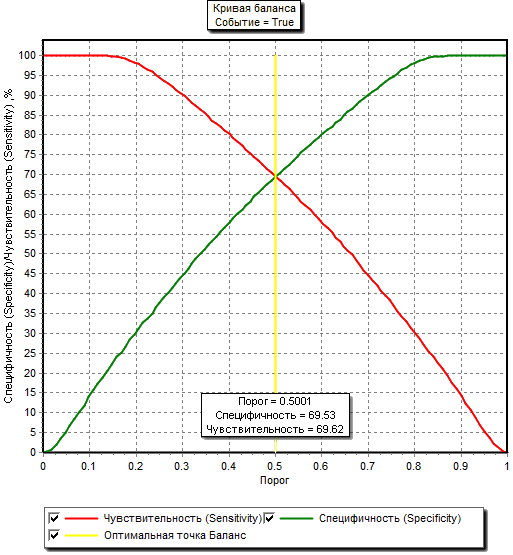 Кривая баланса
Событие = True
Специфичность (Specificity)/Чувствительность (Sensitivity) ,%
100
95
90
85
80
75
70
65
60
55
50
45
40
35
30
25
20
15
10
5
0
Порог = 0.5001
Специфичность = 69.53
Чувствительность = 69.62
0 0.1 0.2 0.3 0.4 0.5 0.6 0.7 0.8 0.9 1
Порог
Чувствительность (Sensitivity) Специфичность (Specificity)
Оптимальная точка Баланс